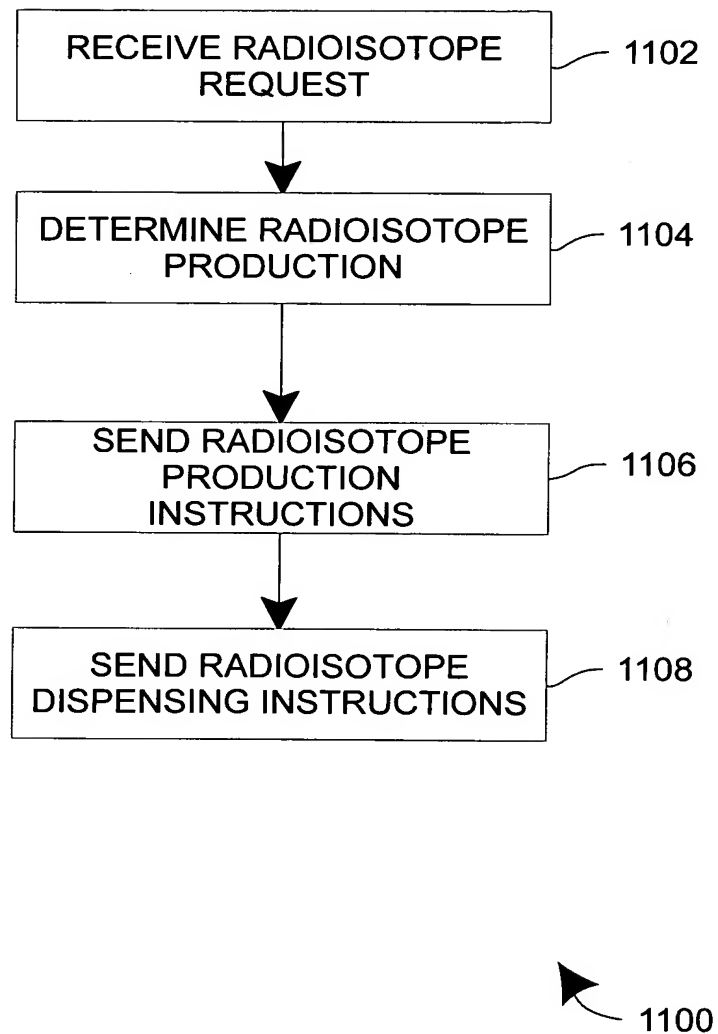 RECEIVE RADIOISOTOPE
REQUEST
1102
DETERMINE RADIOISOTOPE
PRODUCTION
1104
SEND RADIOISOTOPE
PRODUCTION
INSTRUCTIONS
1106
SEND RADIOISOTOPE
DISPENSING INSTRUCTIONS
1108
1100